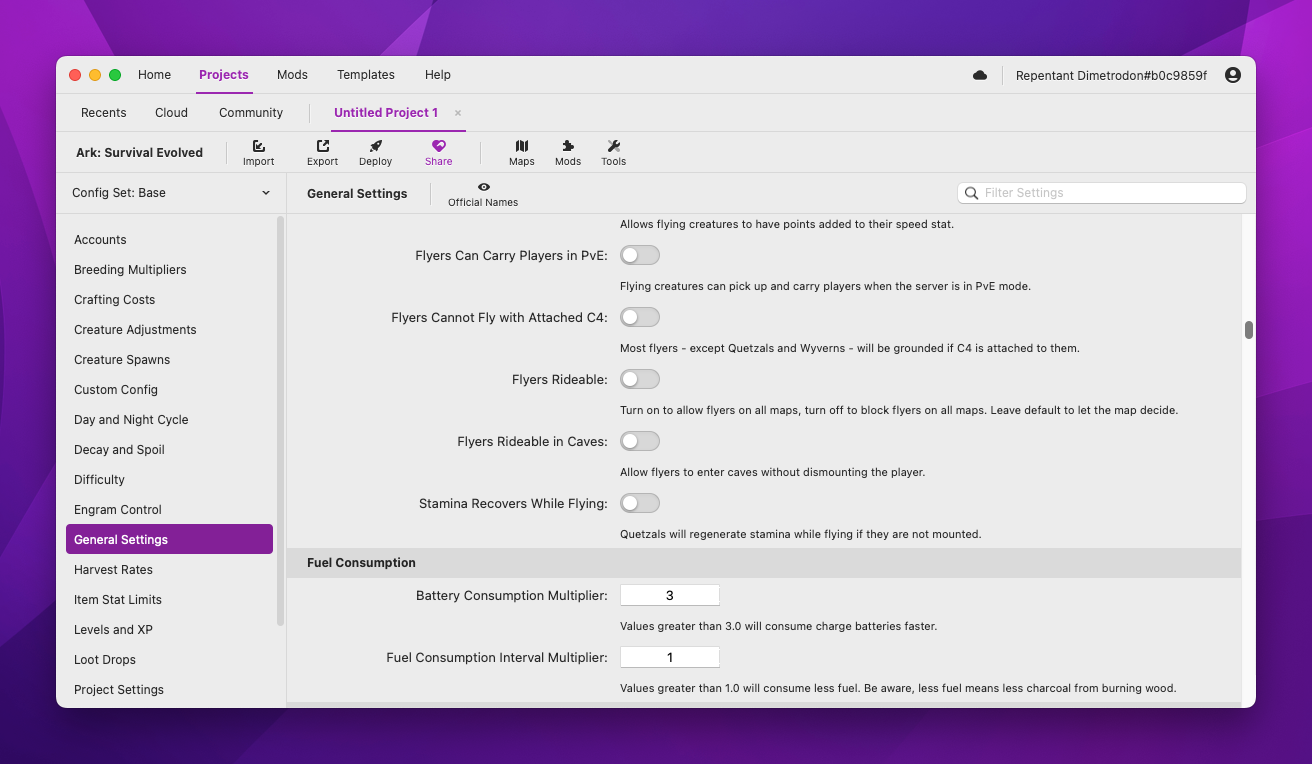 Home Projects Mods Templates Help Repentant Dimetrodon#b0c9859f
Recents Cloud Community Untitled Project 1 ×
Ark: Survival Evolved Import Export Deploy Share Maps Mods Tools
Config Set: Base
General Settings Official Names Filter Settings
Accounts
Breeding Multipliers
Crafting Costs
Creature Adjustments
Creature Spawns
Custom Config
Day and Night Cycle
Decay and Spoil
Difficulty
Engram Control
General Settings
Harvest Rates
Item Stat Limits
Levels and XP
Loot Drops
Project Settings
Allows flying creatures to have points added to their speed stat.
Flyers Can Carry Players in PvE:
Flying creatures can pick up and carry players when the server is in PvE mode.
Flyers Cannot Fly with Attached C4:
Most flyers - except Quetzals and Wyverns - will be grounded if C4 is attached to them.
Flyers Rideable:
Turn on to allow flyers on all maps, turn off to block flyers on all maps. Leave default to let the map decide.
Flyers Rideable in Caves:
Allow flyers to enter caves without dismounting the player.
Stamina Recovers While Flying:
Quetzals will regenerate stamina while flying if they are not mounted.
Fuel Consumption
Battery Consumption Multiplier: 3
Values greater than 3.0 will consume charge batteries faster.
Fuel Consumption Interval Multiplier: 1
Values greater than 1.0 will consume less fuel. Be aware, less fuel means less charcoal from burning wood.